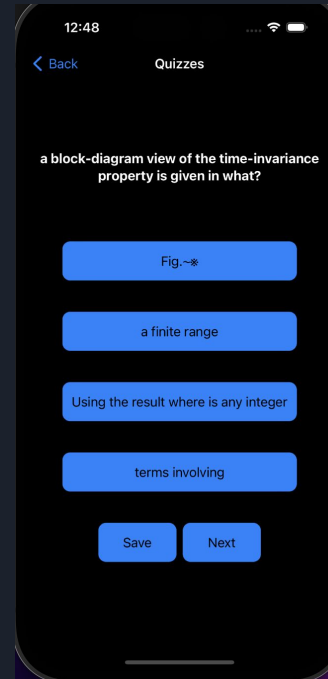 12:48
Back
Quizzes
a block-diagram view of the time-invariance
property is given in what?
Fig.~※
a finite range
Using the result where is any integer
terms involving
Save
Next